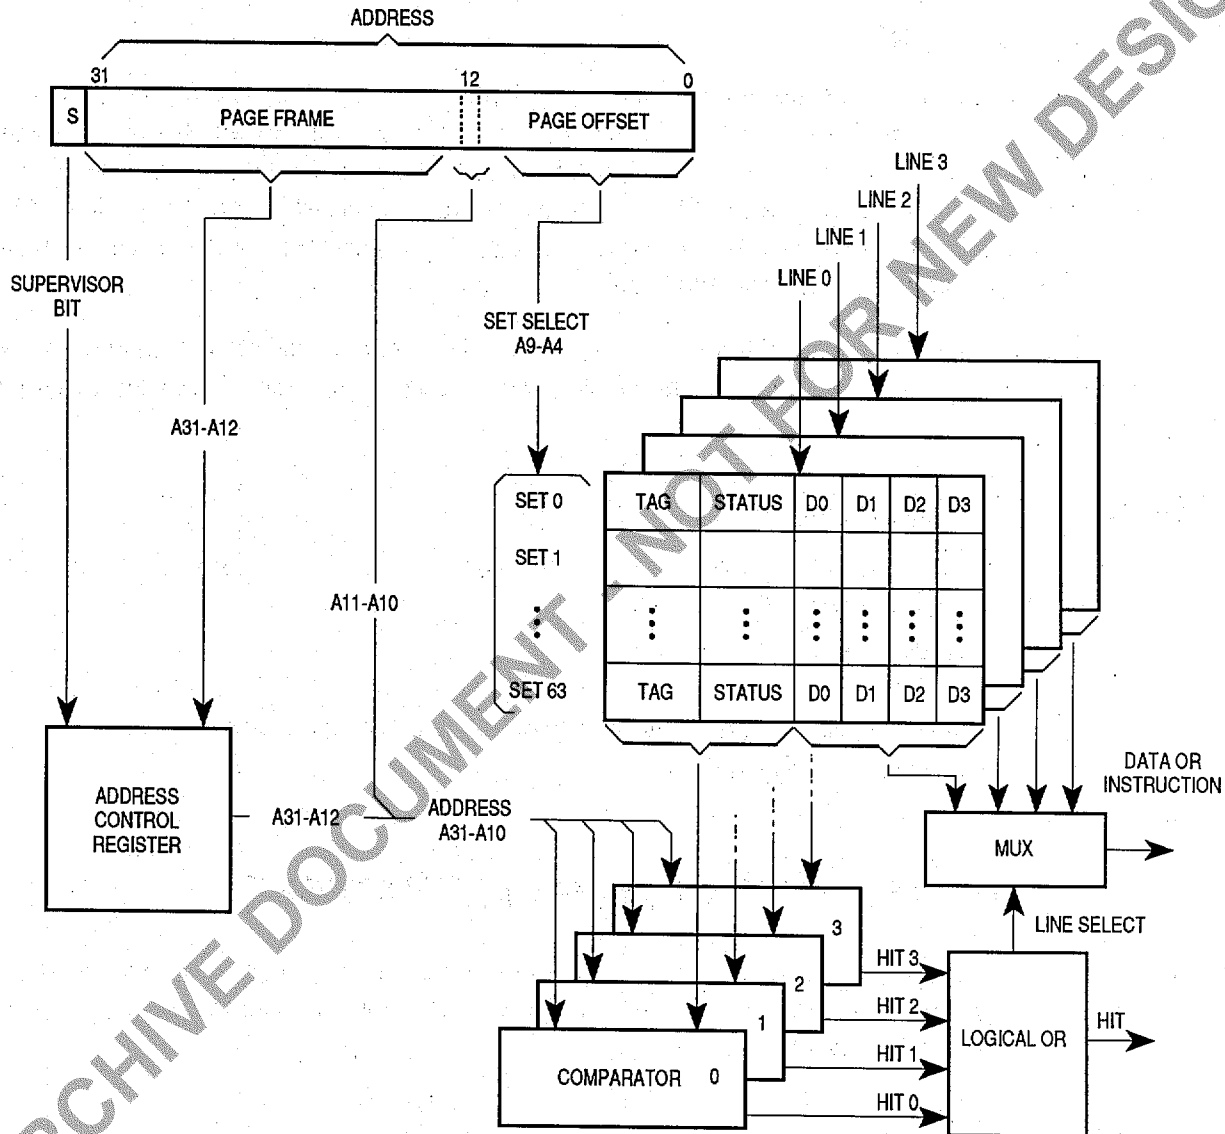 ADDRESS
31
12
0
S
PAGE FRAME
PAGE OFFSET
LINE 3
LINE 2
LINE 1
LINE 0
SUPERVISOR
BIT
SET SELECT
A9-A4
A31-A12
A11-A10
SET 0
SET 1
SET 63
TAG
STATUS
D0
D1
D2
D3
TAG
STATUS
D0
D1
D2
D3
ADDRESS
CONTROL
REGISTER
A31-A12
ADDRESS
A31-A10
DATA OR
INSTRUCTION
MUX
LINE SELECT
3
2
1
COMPARATOR 0
HIT 3
HIT 2
HIT 1
HIT 0
LOGICAL OR
HIT
RCHIVE DOCUMENT - NOT FOR NEW DESIG